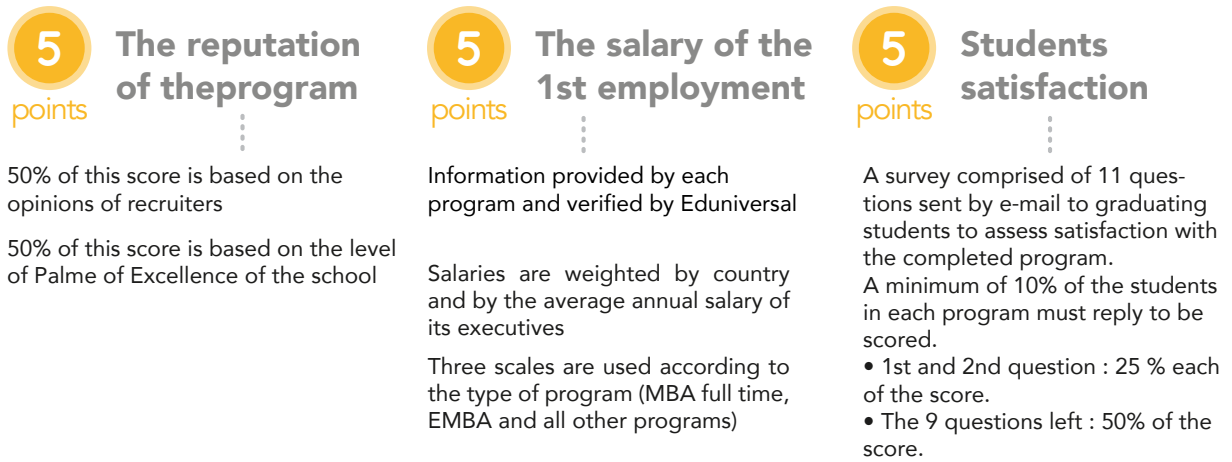 5
points
The reputation
of theprogram
50% of this score is based on the
opinions of recruiters
50% of this score is based on the level
of Palme of Excellence of the school
5
points
The salary of the
1st employment
Information provided by each
program and verified by Eduniversal
Salaries are weighted by country
and by the average annual salary of
its executives
Three scales are used according to
the type of program (MBA full time,
EMBA and all other programs)
5
points
Students
satisfaction
A survey comprised of 11 ques-
tions sent by e-mail to graduating
students to assess satisfaction with
the completed program.
A minimum of 10% of the students
in each program must reply to be
scored.
• 1st and 2nd question : 25 % each
of the score.
• The 9 questions left : 50% of the
score.